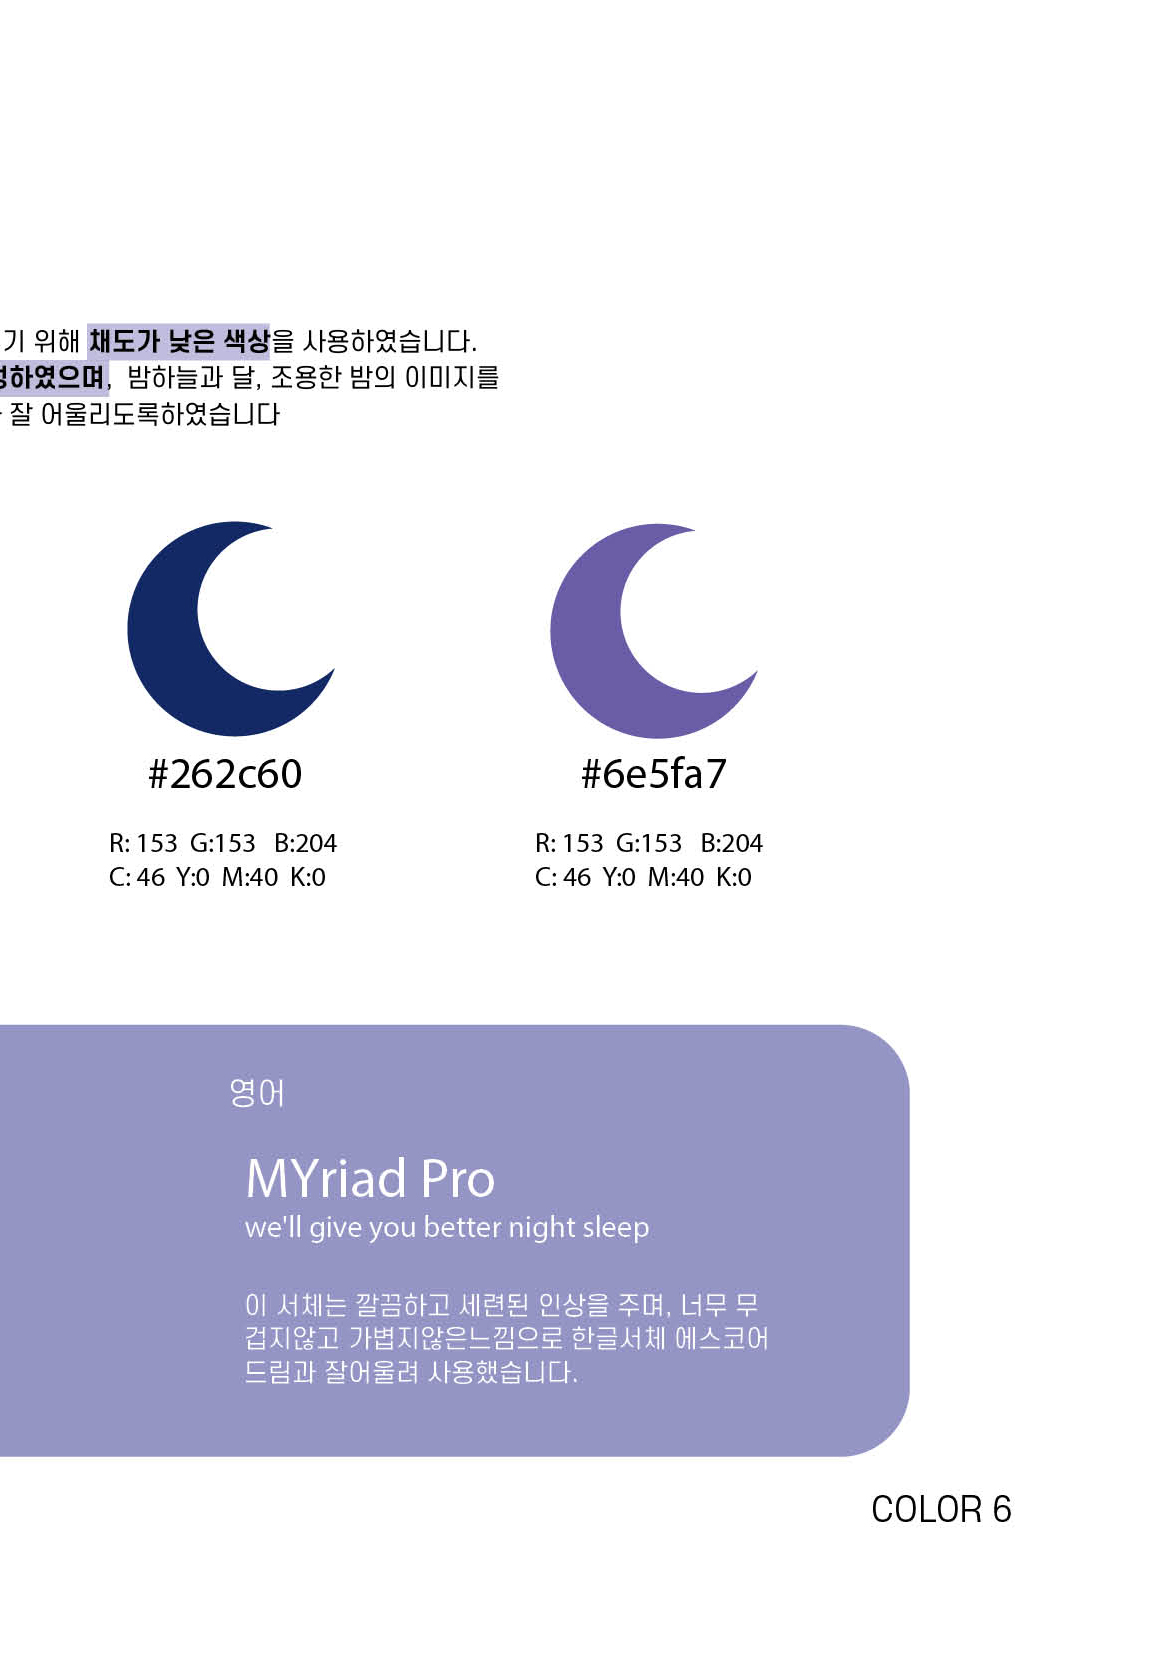 기 위해 채도가 낮은 색상을 사용하였습니다.
하였으며, 밤하늘과 달, 조용한 밤의 이미지를
잘 어울리도록하였습니다
#262c60
#6e5fa7
R: 153 G:153 B:204
C: 46 Y:0 M:40 K:0
R: 153 G:153 B:204
C: 46 Y:0 M:40 K:0
영어
MYriad Pro
we'll give you better night sleep
이 서체는 깔끔하고 세련된 인상을 주며, 너무 무
겁지않고 가볍지않은느낌으로 한글서체 에스코어
드림과 잘어울려 사용했습니다.
COLOR 6